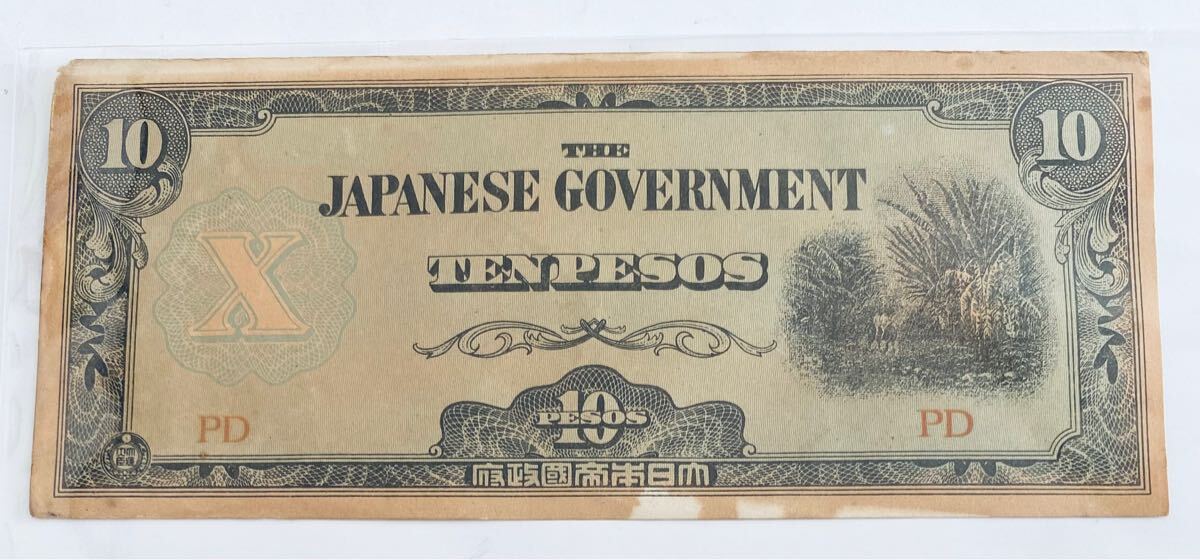 10
10
THE
JAPANESE GOVERNMENT
TEN PESOS
X
PD
PD
10
PESOS
府政國帝本日大